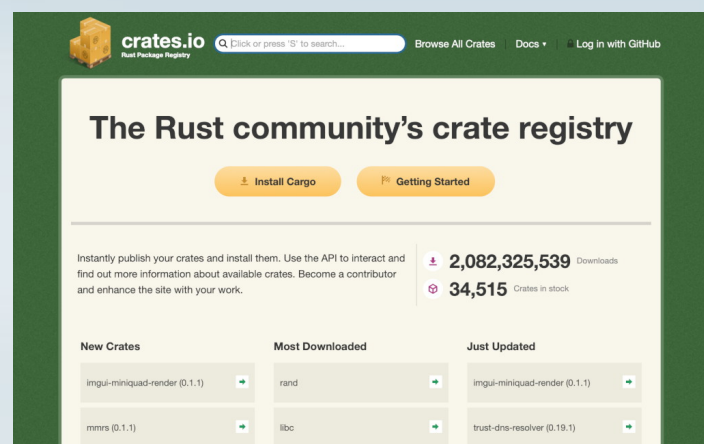 crates.io
Rust Package Registry
Click or press 'S' to search...
Browse All Crates
Docs ▾
Log in with GitHub
The Rust community's crate registry
Install Cargo
Getting Started
Instantly publish your crates and install them. Use the API to interact and
find out more information about available crates. Become a contributor
and enhance the site with your work.
2,082,325,539 Downloads
34,515 Crates in stock
New Crates
Most Downloaded
Just Updated
imgui-miniquad-render (0.1.1)
rand
imgui-miniquad-render (0.1.1)
mmrs (0.1.1)
libc
trust-dns-resolver (0.19.1)